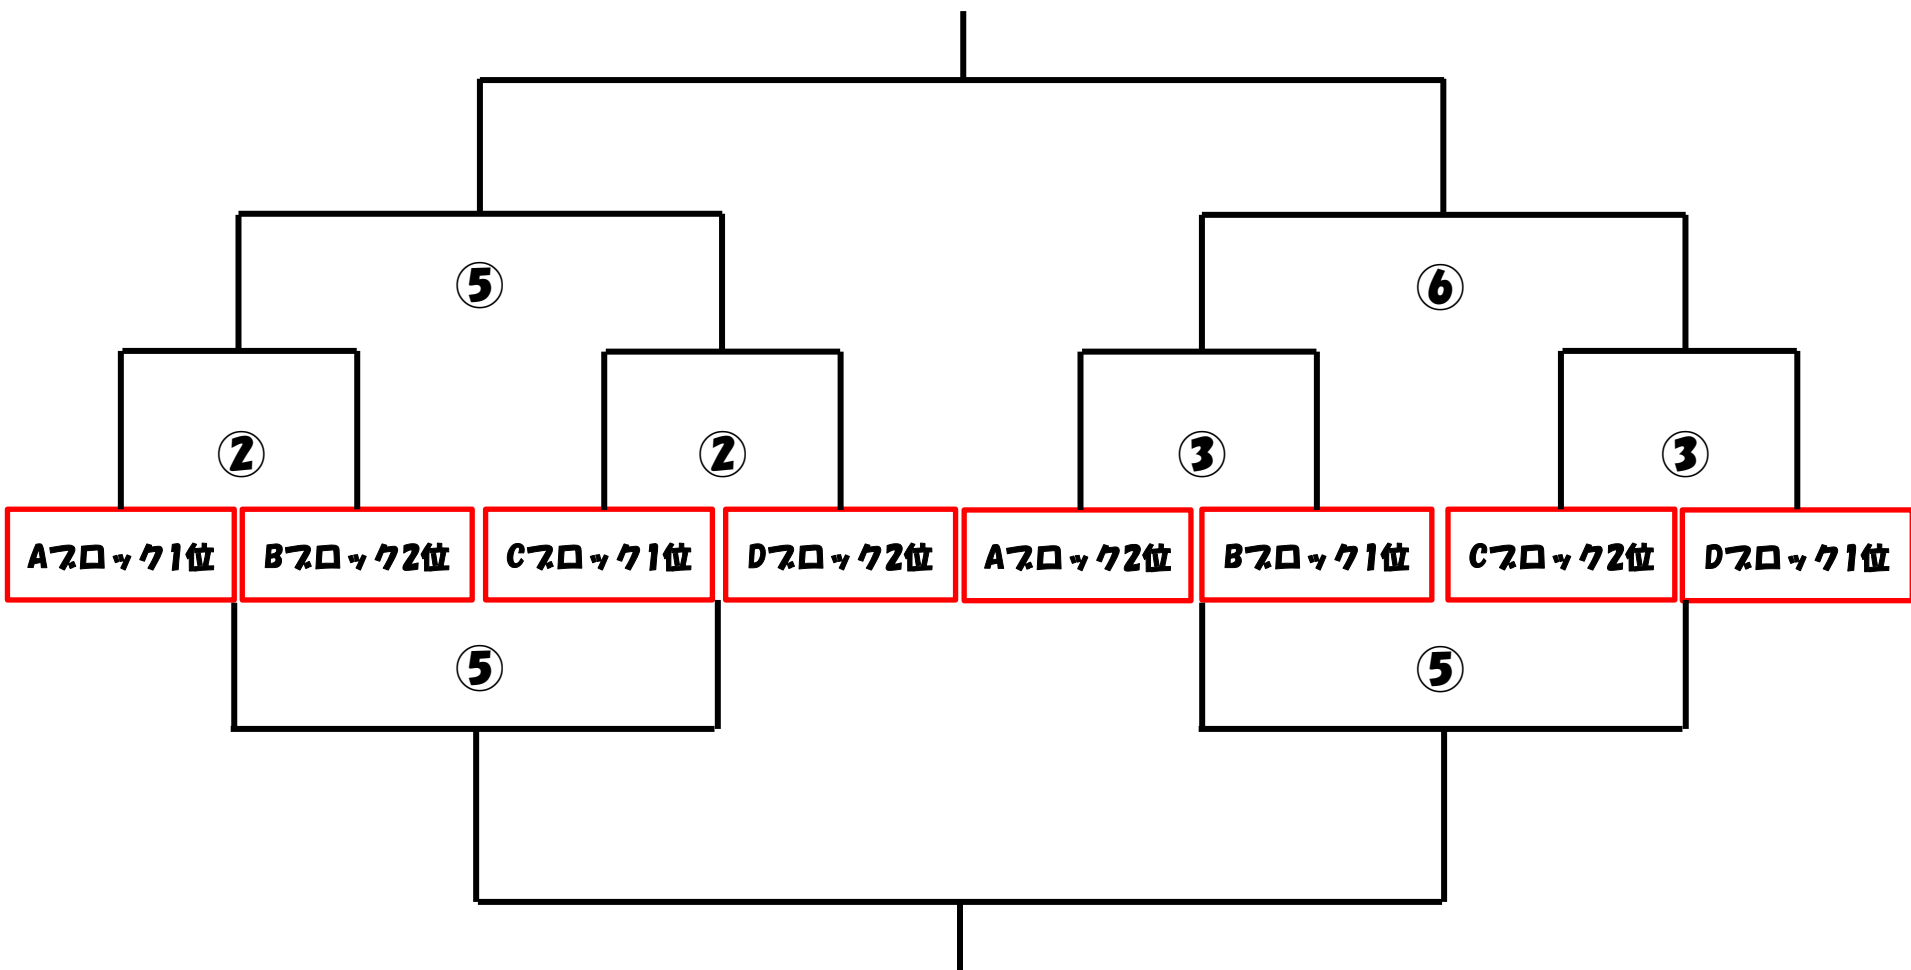 ⑤
⑥
②
②
③
③
Aブロック1位
Bブロック2位
Cブロック1位
Dブロック2位
Aブロック2位
Bブロック1位
Cブロック2位
Dブロック1位
⑤
⑤